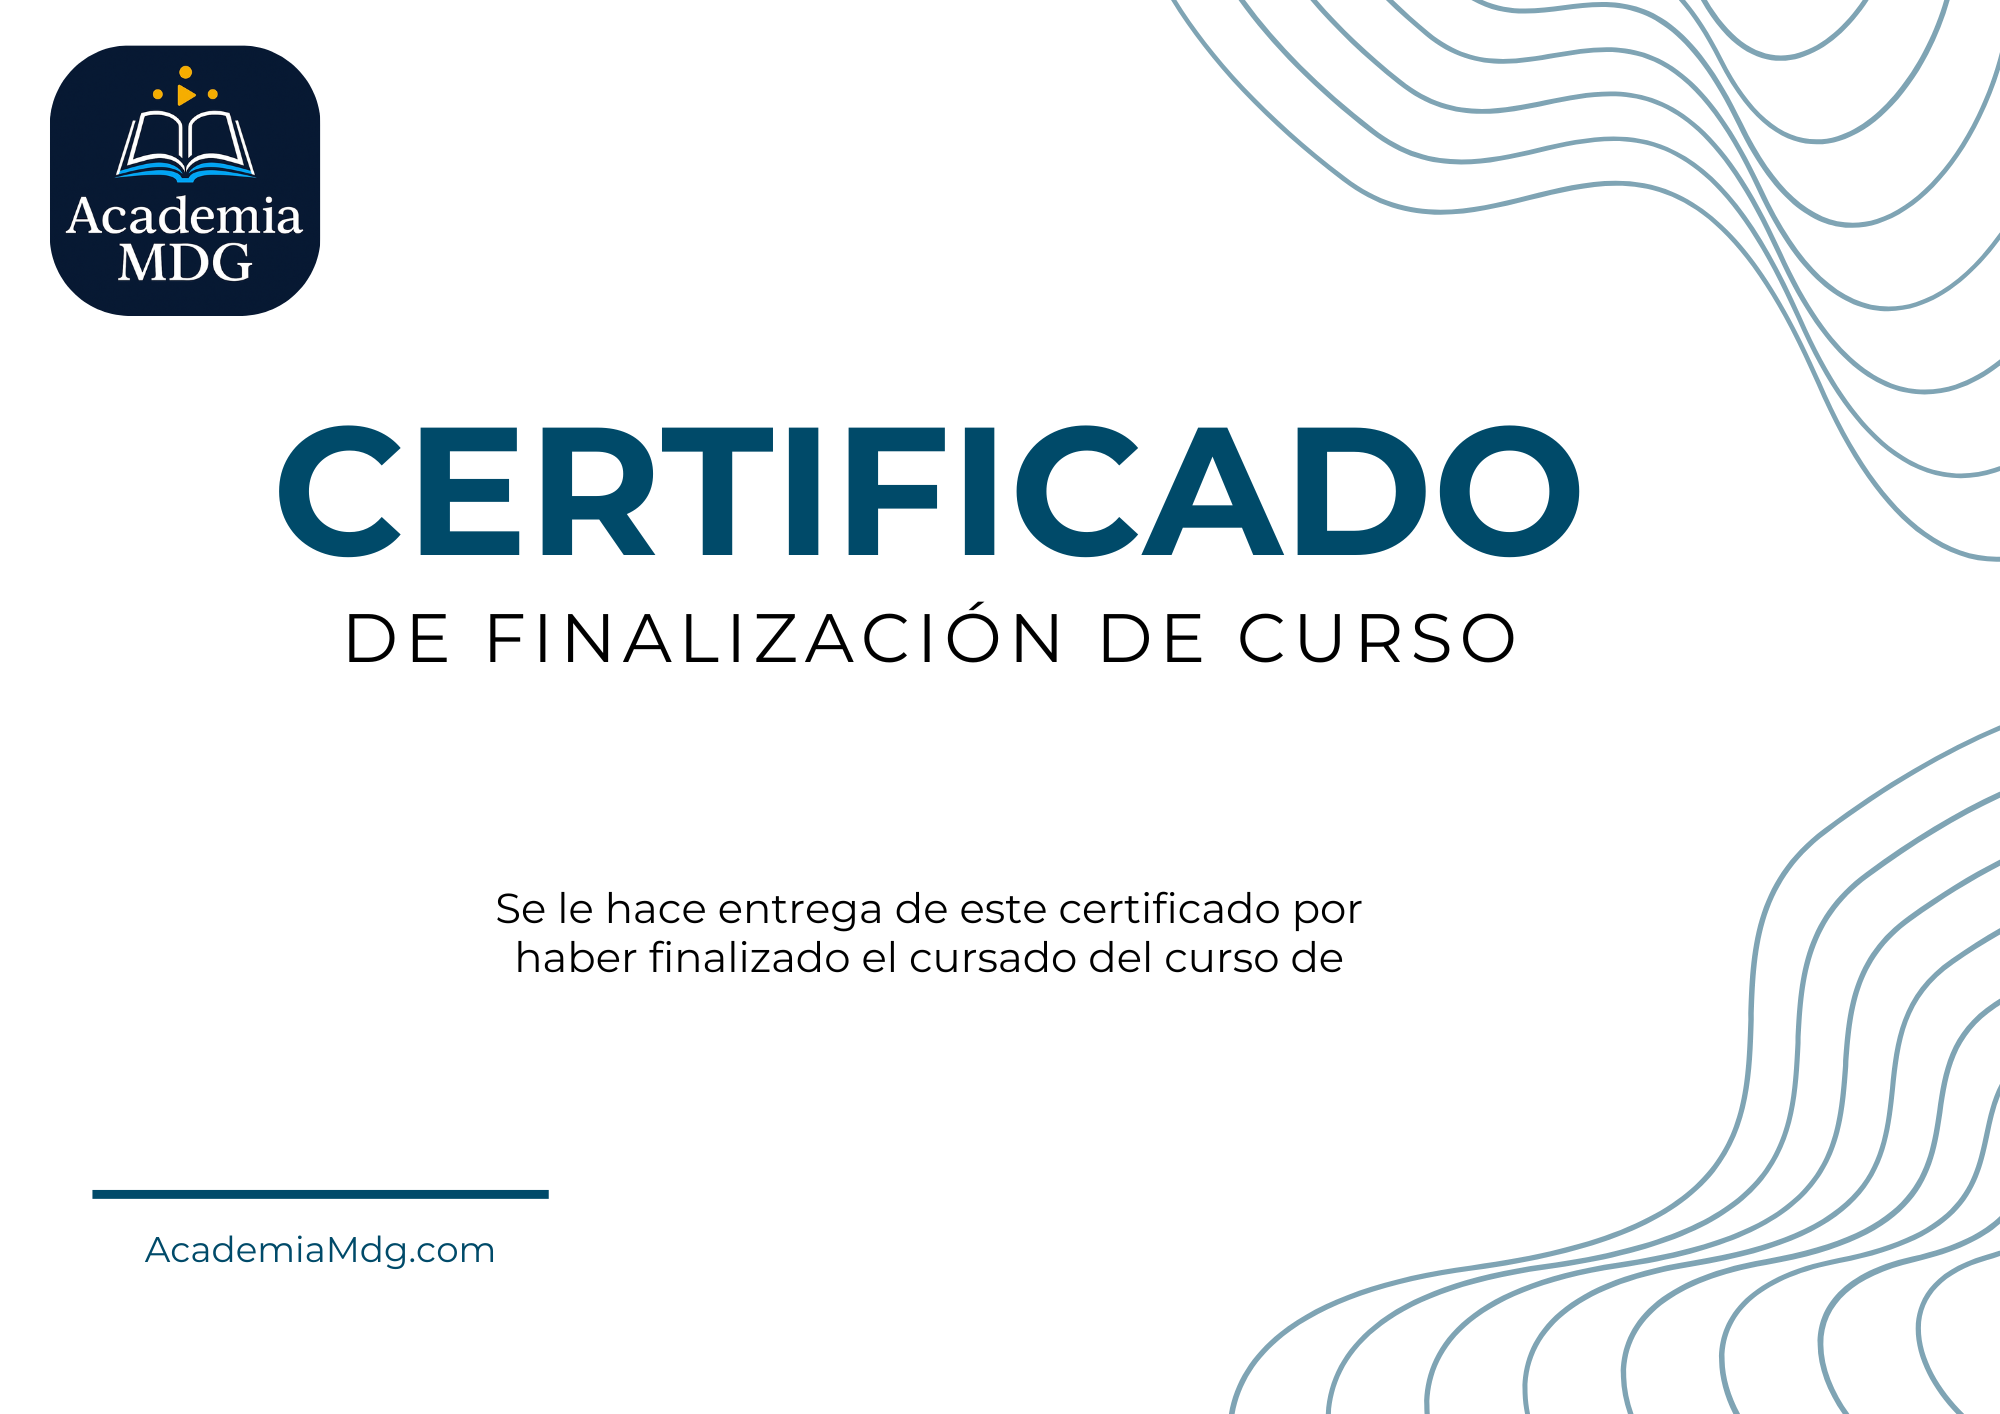 Academia
MDG
CERTIFICADO
DE FINALIZACIÓN DE CURSO
Se le hace entrega de este certificado por
haber finalizado el cursado del curso de
AcademiaMdg.com